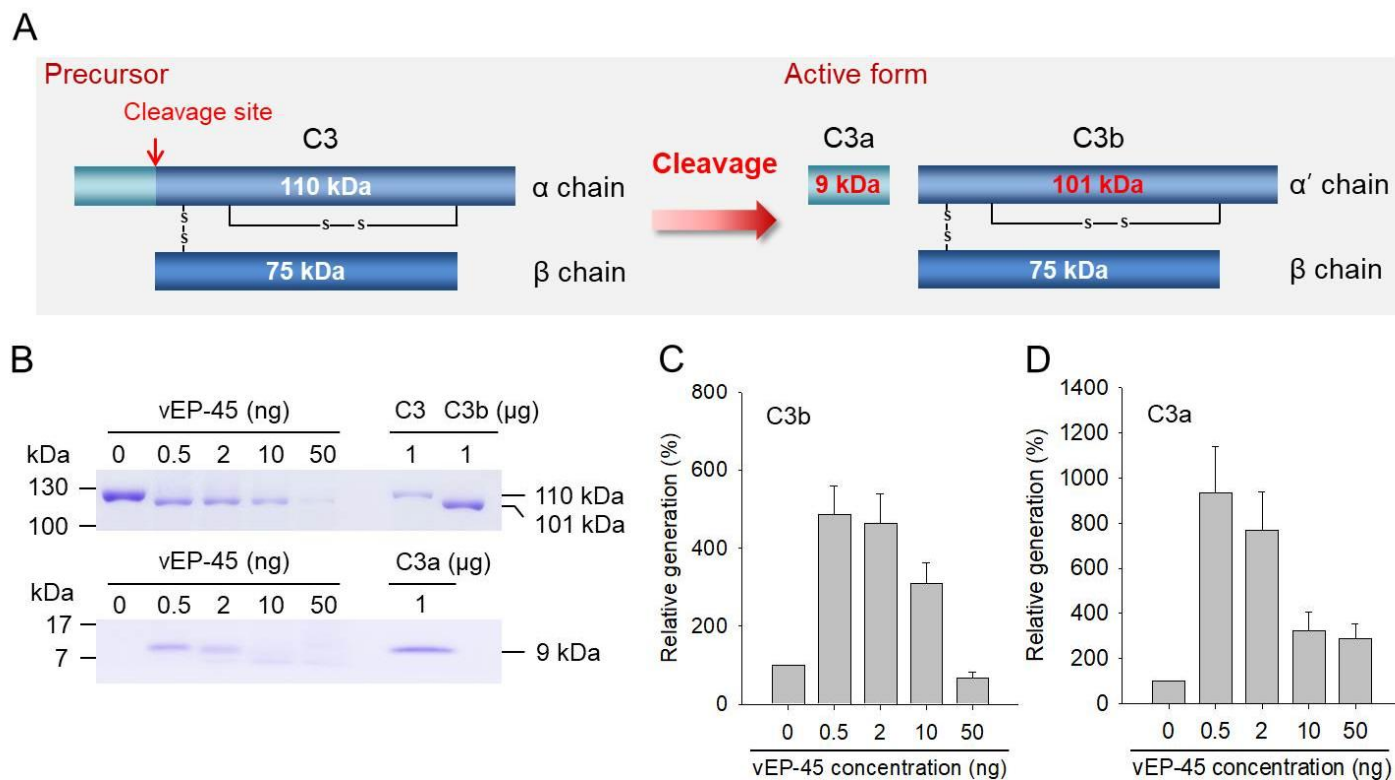 A
Precursor
Active form
Cleavage site
C3
C3a
C3b
110 kDa
α chain
Cleavage
9 kDa
101 kDa
α′ chain
S
S
S S
S
S
S S
75 kDa
β chain
75 kDa
β chain
B
vEP-45 (ng)
C3 C3b (μg)
kDa 0 0.5 2 10 50 1 1
130
110 kDa
100
101 kDa
vEP-45 (ng)
C3a (μg)
kDa 0 0.5 2 10 50 1
17
7
9 kDa
C
C3b
Relative generation (%)
800
600
400
200
0
0 0.5 2 10 50
vEP-45 concentration (ng)
D
C3a
Relative generation (%)
1400
1200
1000
800
600
400
200
0
0 0.5 2 10 50
vEP-45 concentration (ng)